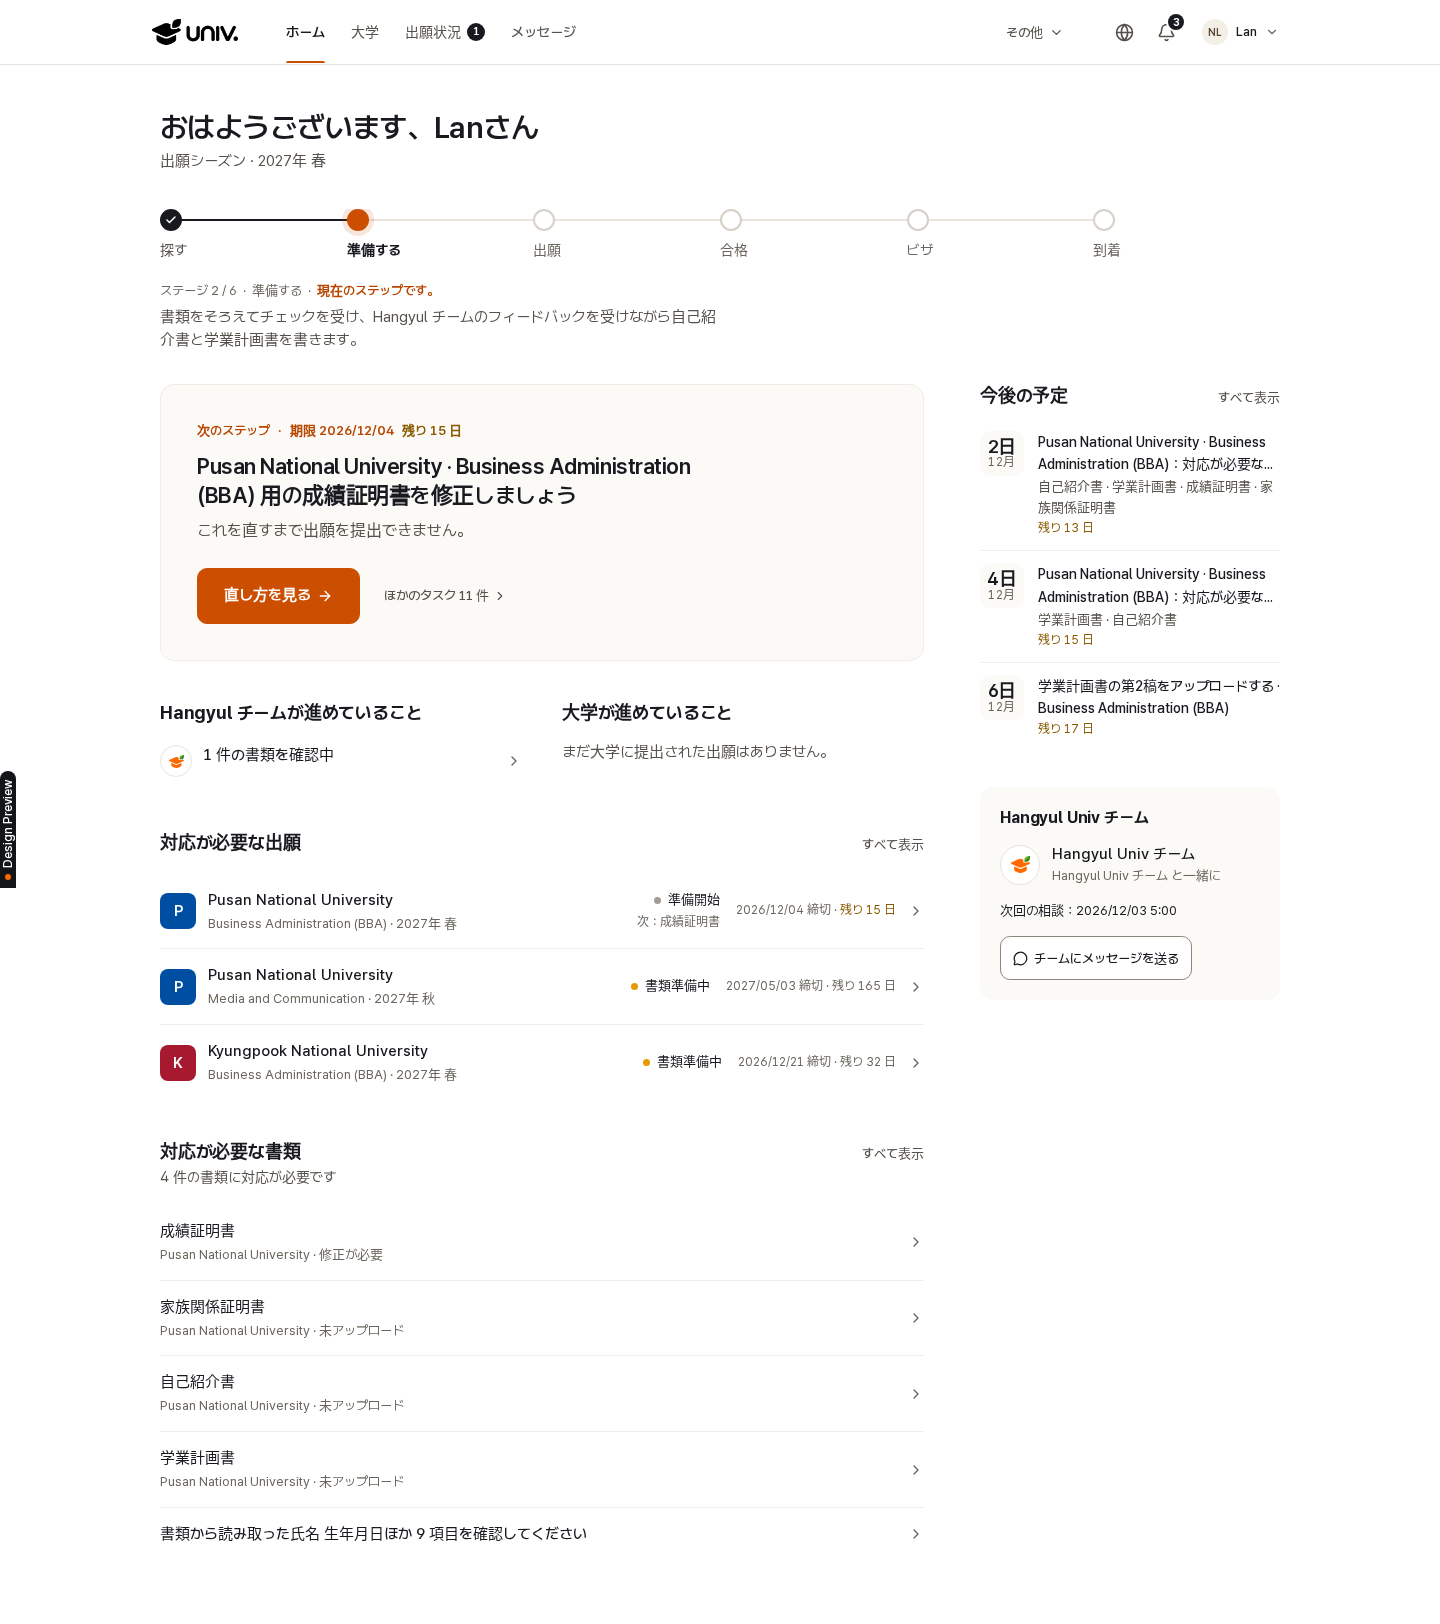 univ.
ホーム
大学
出願状況 1
メッセージ
その他
3
NL Lan
おはようございます、Lanさん
出願シーズン · 2027年 春
探す
準備する
出願
合格
ビザ
到着
ステージ 2 / 6 · 準備する · 現在のステップです。
書類をそろえてチェックを受け、Hangyul チームのフィードバックを受けながら自己紹
介書と学業計画書を書きます。
次のステップ · 期限 2026/12/04 残り 15 日
Pusan National University · Business Administration
(BBA) 用の成績証明書を修正しましょう
これを直すまで出願を提出できません。
直し方を見る
ほかのタスク 11 件
Hangyul チームが進めていること
1 件の書類を確認中
大学が進めていること
まだ大学に提出された出願はありません。
対応が必要な出願
すべて表示
P
Pusan National University
Business Administration (BBA) · 2027年 春
準備開始
次：成績証明書
2026/12/04 締切 · 残り 15 日
P
Pusan National University
Media and Communication · 2027年 秋
書類準備中
2027/05/03 締切 · 残り 165 日
K
Kyungpook National University
Business Administration (BBA) · 2027年 春
書類準備中
2026/12/21 締切 · 残り 32 日
対応が必要な書類
すべて表示
4 件の書類に対応が必要です
成績証明書
Pusan National University · 修正が必要
家族関係証明書
Pusan National University · 未アップロード
自己紹介書
Pusan National University · 未アップロード
学業計画書
Pusan National University · 未アップロード
書類から読み取った氏名 生年月日ほか 9 項目を確認してください
今後の予定
すべて表示
2日
12月
Pusan National University · Business
Administration (BBA)：対応が必要な...
自己紹介書 · 学業計画書 · 成績証明書 · 家
族関係証明書
残り 13 日
4日
12月
Pusan National University · Business
Administration (BBA)：対応が必要な...
学業計画書 · 自己紹介書
残り 15 日
6日
12月
学業計画書の第2稿をアップロードする ·
Business Administration (BBA)
残り 17 日
Hangyul Univ チーム
Hangyul Univ チーム
Hangyul Univ チーム と一緒に
次回の相談：2026/12/03 5:00
チームにメッセージを送る
Design Preview